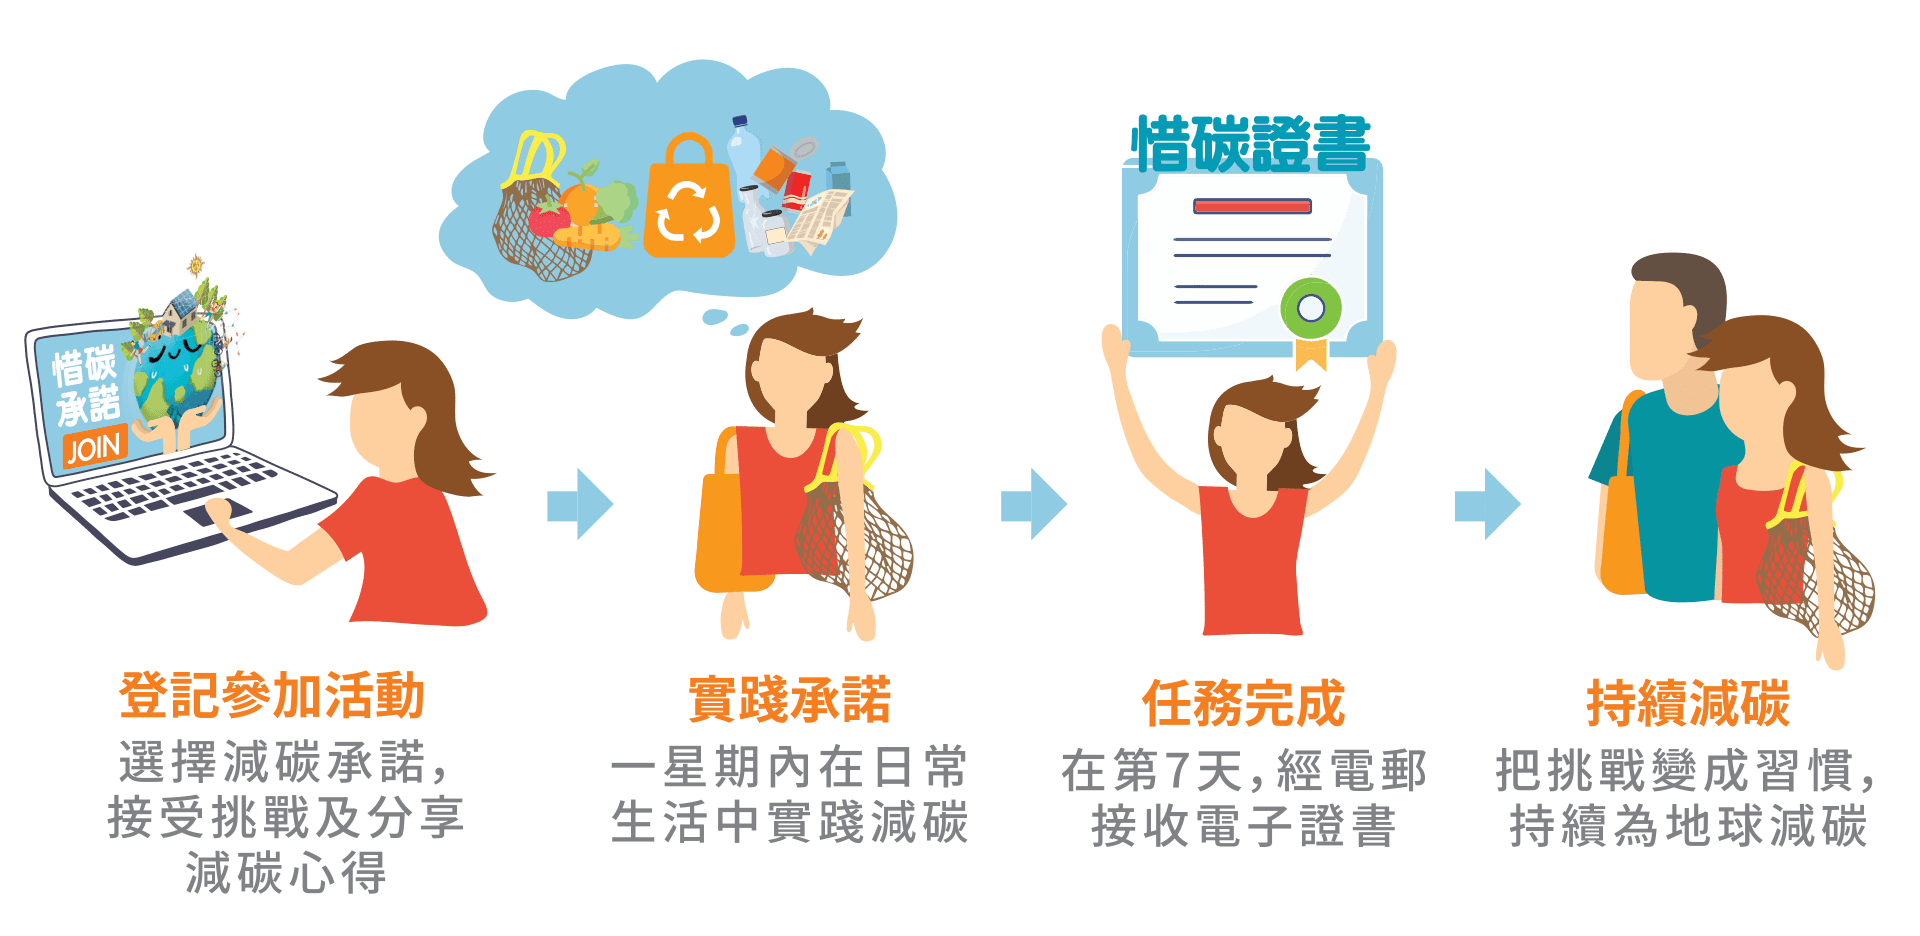 惜碳
承諾
JOIN
惜碳證書
登記參加活動
選擇減碳承諾，
接受挑戰及分享
減碳心得
實踐承諾
一星期內在日常
生活中實踐減碳
任務完成
在第7天，經電郵
接收電子證書
持續減碳
把挑戰變成習慣，
持續為地球減碳